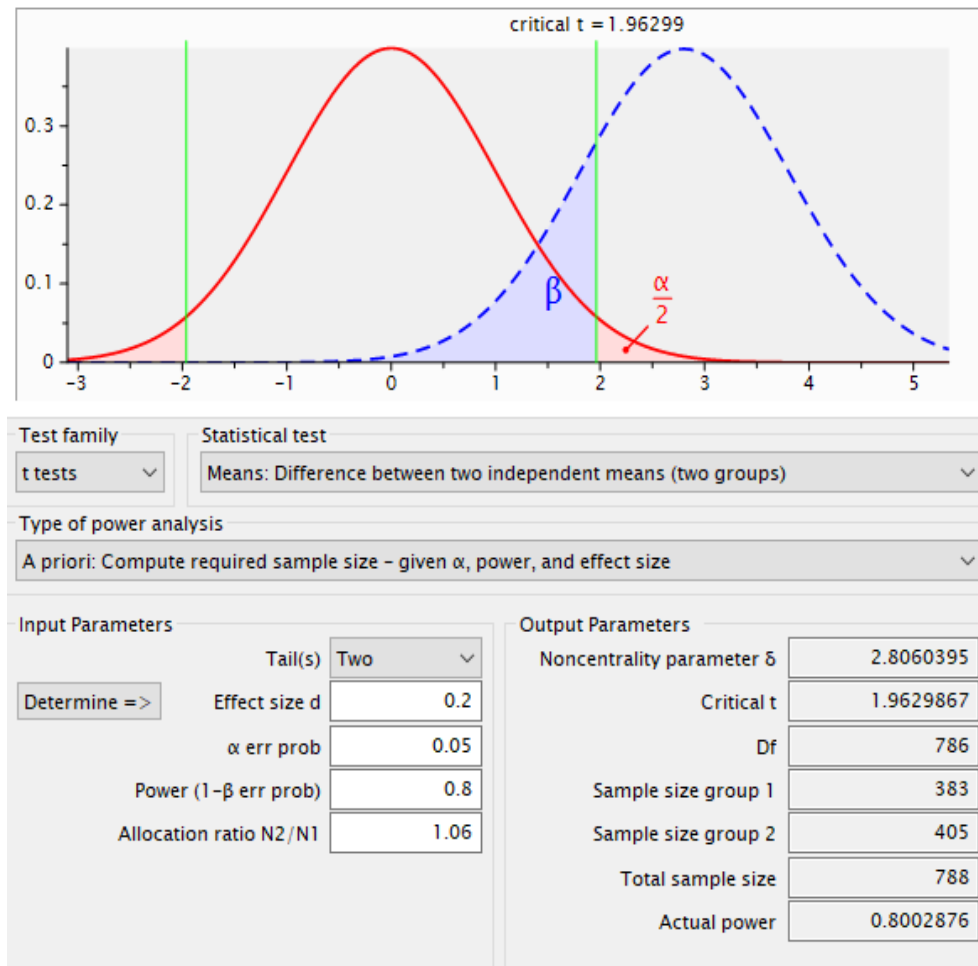 critical t = 1.96299
0.3
0.2
0.1
0
β
α
2
-3 -2 -1 0 1 2 3 4 5
Test family
Statistical test
t tests
Means: Difference between two independent means (two groups)
Type of power analysis
A priori: Compute required sample size – given α, power, and effect size
Input Parameters
Tail(s) Two
Determine => Effect size d 0.2
α err prob 0.05
Power (1-β err prob) 0.8
Allocation ratio N2/N1 1.06
Output Parameters
Noncentrality parameter δ 2.8060395
Critical t 1.9629867
Df 786
Sample size group 1 383
Sample size group 2 405
Total sample size 788
Actual power 0.8002876